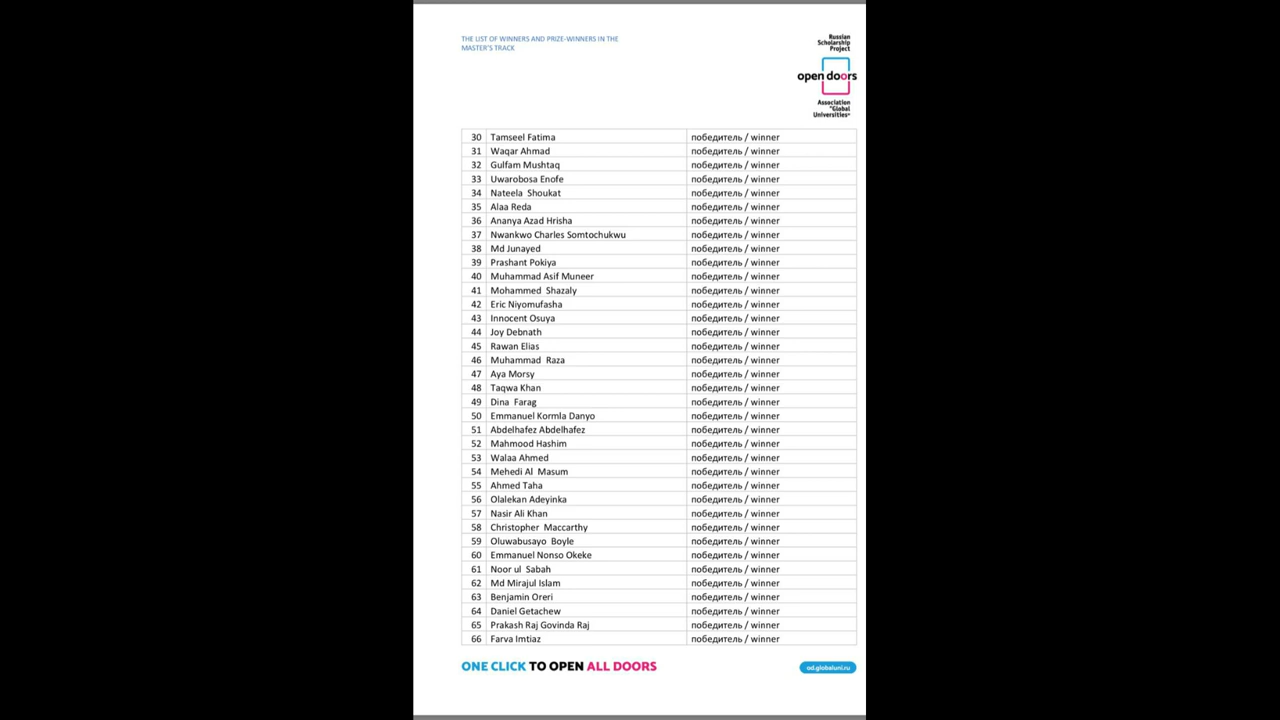 THE LIST OF WINNERS AND PRIZE-WINNERS IN THE
MASTER'S TRACK
Russian
Scholarship
Project
open doors
Association
"Global
Universities"
30 Tamseel Fatima победитель / winner
31 Waqar Ahmad победитель / winner
32 Gulfam Mushtaq победитель / winner
33 Uwarobosa Enofe победитель / winner
34 Nateela Shoukat победитель / winner
35 Alaa Reda победитель / winner
36 Ananya Azad Hrisha победитель / winner
37 Nwankwo Charles Somtochukwu победитель / winner
38 Md Junayed победитель / winner
39 Prashant Pokiya победитель / winner
40 Muhammad Asif Muneer победитель / winner
41 Mohammed Shazaly победитель / winner
42 Eric Niyomufasha победитель / winner
43 Innocent Osuya победитель / winner
44 Joy Debnath победитель / winner
45 Rawan Elias победитель / winner
46 Muhammad Raza победитель / winner
47 Aya Morsy победитель / winner
48 Taqwa Khan победитель / winner
49 Dina Farag победитель / winner
50 Emmanuel Kormla Danyo победитель / winner
51 Abdelhafez Abdelhafez победитель / winner
52 Mahmood Hashim победитель / winner
53 Walaa Ahmed победитель / winner
54 Mehedi Al Masum победитель / winner
55 Ahmed Taha победитель / winner
56 Olalekan Adeyinka победитель / winner
57 Nasir Ali Khan победитель / winner
58 Christopher Maccarthy победитель / winner
59 Oluwabusayo Boyle победитель / winner
60 Emmanuel Nonso Okeke победитель / winner
61 Noor ul Sabah победитель / winner
62 Md Mirajul Islam победитель / winner
63 Benjamin Oreri победитель / winner
64 Daniel Getachew победитель / winner
65 Prakash Raj Govinda Raj победитель / winner
66 Farva Imtiaz победитель / winner
ONE CLICK TO OPEN ALL DOORS
od.globaluni.ru